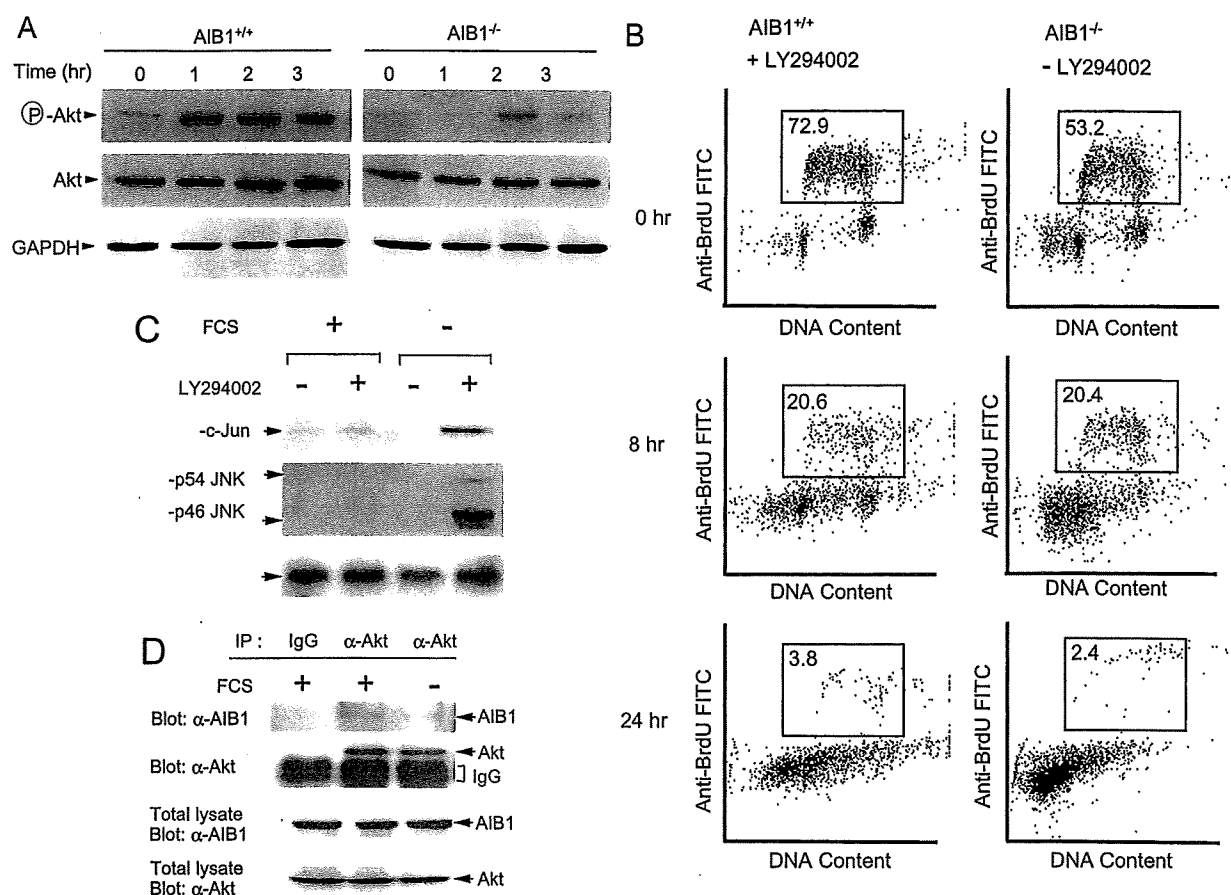 A
AIB1+/+ AIB1-/-
Time (hr) 0 1 2 3 0 1 2 3
Ⓟ-Akt
Akt
GAPDH
B
AIB1+/+
+ LY294002
AIB1-/-
- LY294002
0 hr
72.9
Anti-BrdU FITC
DNA Content
53.2
Anti-BrdU FITC
DNA Content
8 hr
20.6
Anti-BrdU FITC
DNA Content
20.4
Anti-BrdU FITC
DNA Content
24 hr
3.8
Anti-BrdU FITC
DNA Content
2.4
Anti-BrdU FITC
DNA Content
C
FCS + -
LY294002 - + - +
-c-Jun
-p54 JNK
-p46 JNK
D
IP : IgG α-Akt α-Akt
FCS + + -
Blot: α-AIB1 AIB1
Blot: α-Akt Akt
IgG
Total lysate
Blot: α-AIB1 AIB1
Total lysate
Blot: α-Akt Akt